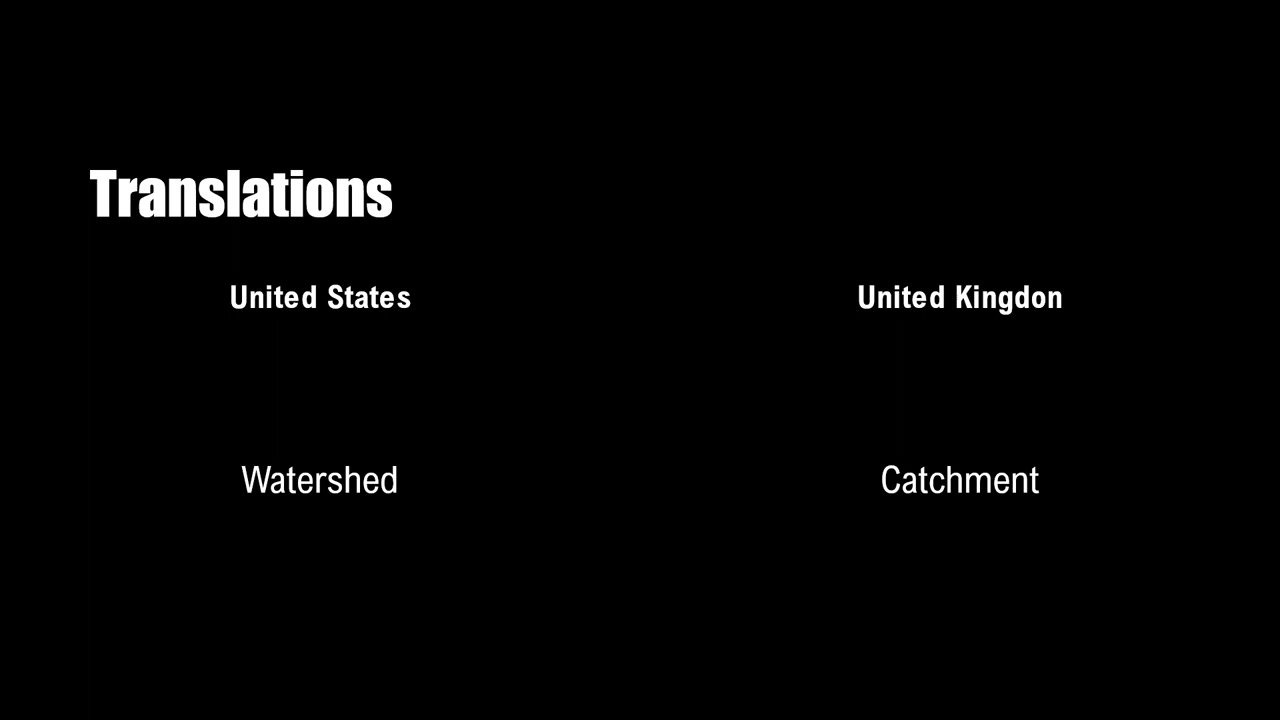 Translations
United States
United Kingdon
Watershed
Catchment